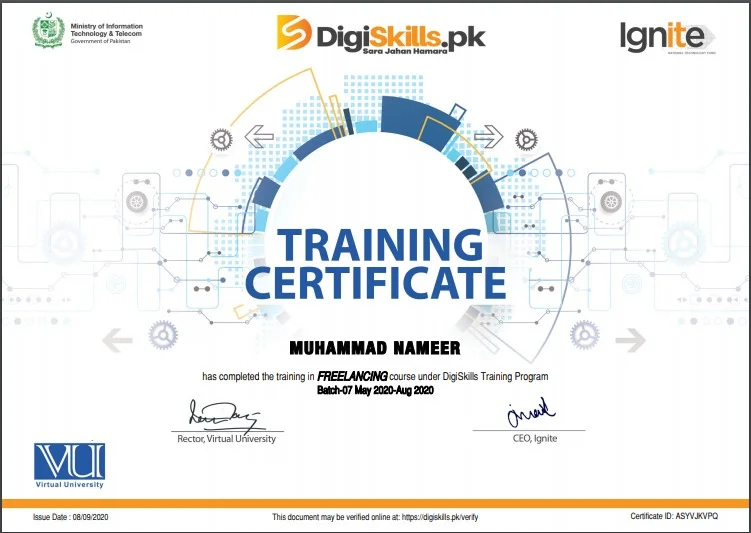 Ministry of Information
Technology & Telecom
Government of Pakistan
DigiSkills.pk
Sara Jahan Hamara
Ignite
NATIONAL TECHNOLOGY FUND
TRAINING
CERTIFICATE
MUHAMMAD NAMEER
has completed the training in FREELANCING course under DigiSkills Training Program
Batch-07 May 2020-Aug 2020
Rector, Virtual University
CEO, Ignite
VU
Virtual University
Issue Date : 08/09/2020
This document may be verified online at: https://digiskills.pk/verify
Certificate ID: ASYVJKVPQ